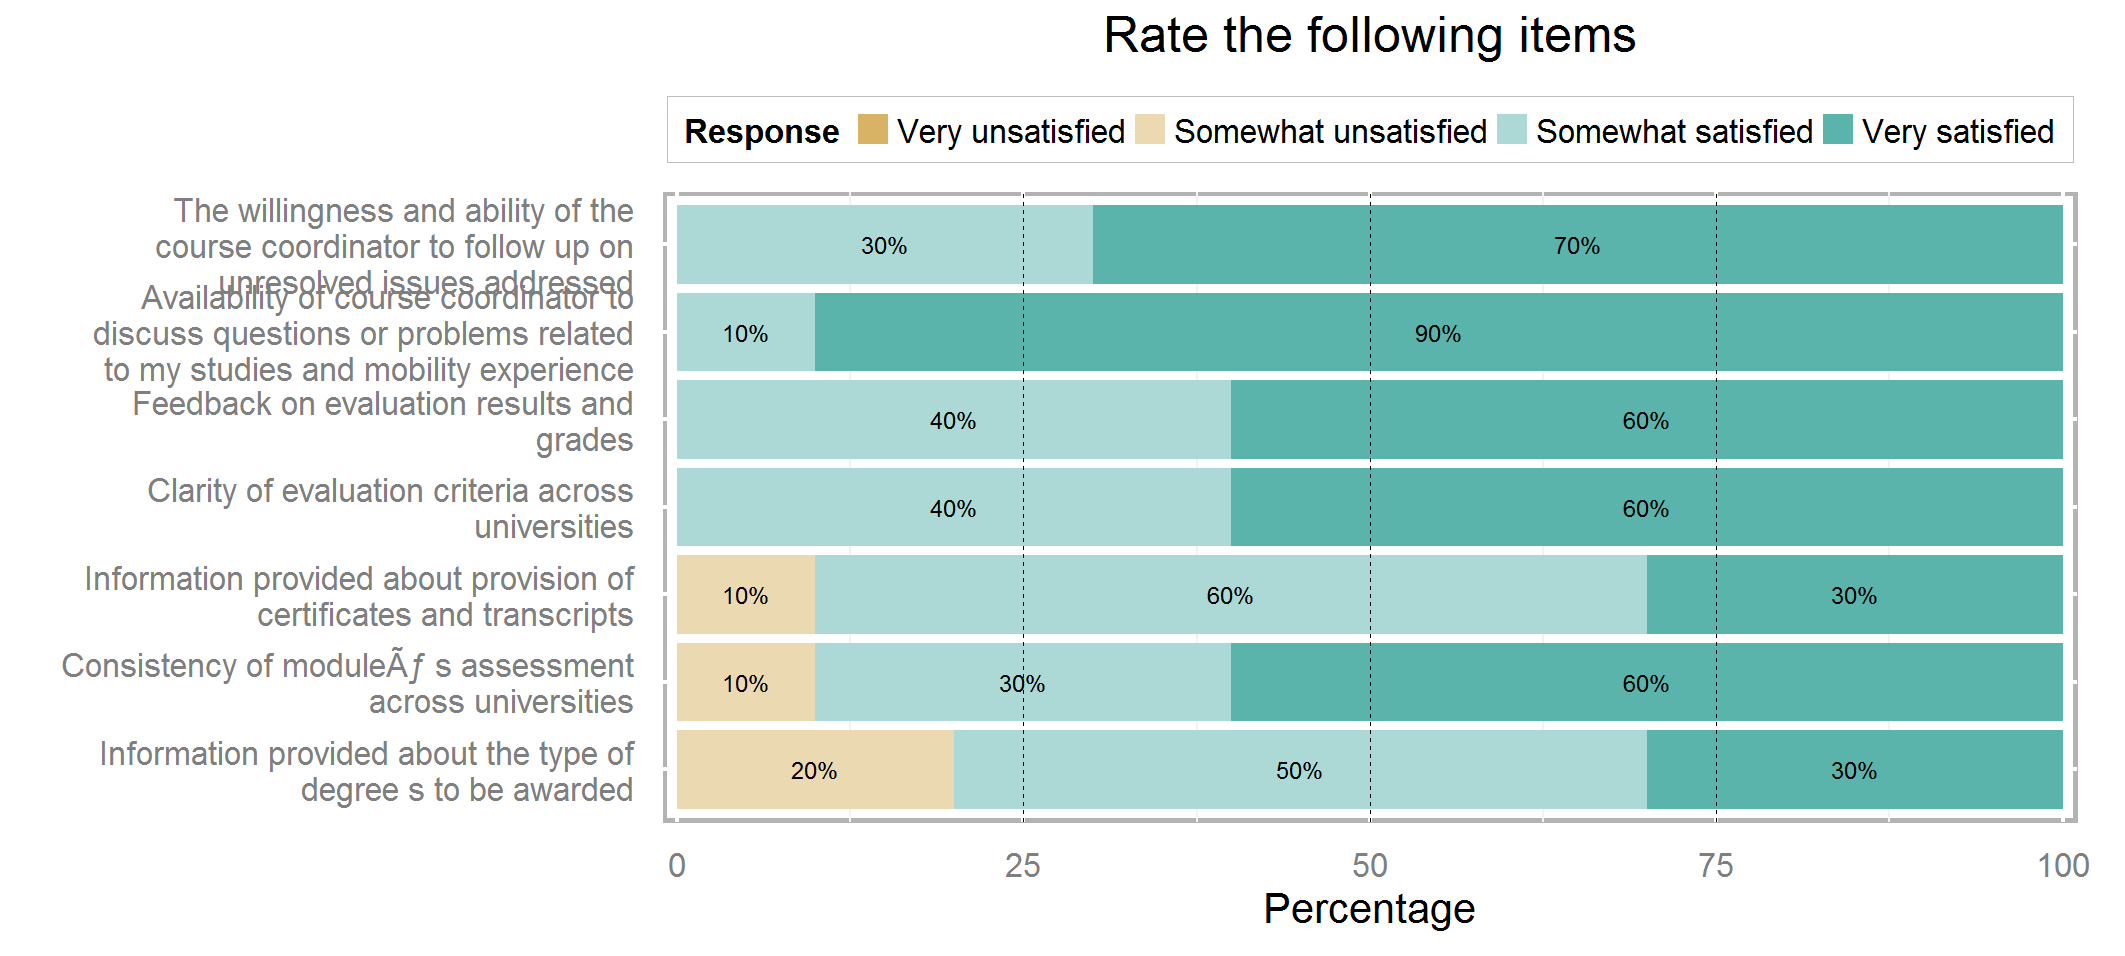 Rate the following items
Response Very unsatisfied Somewhat unsatisfied Somewhat satisfied Very satisfied
The willingness and ability of the
course coordinator to follow up on
unresolved issues addressed
30% 70%
Availability of course coordinator to
discuss questions or problems related
to my studies and mobility experience
10% 90%
Feedback on evaluation results and
grades
40% 60%
Clarity of evaluation criteria across
universities
40% 60%
Information provided about provision of
certificates and transcripts
10% 60% 30%
Consistency of moduleÃƒ s assessment
across universities
10% 30% 60%
Information provided about the type of
degree s to be awarded
20% 50% 30%
0 25 50 75 100
Percentage